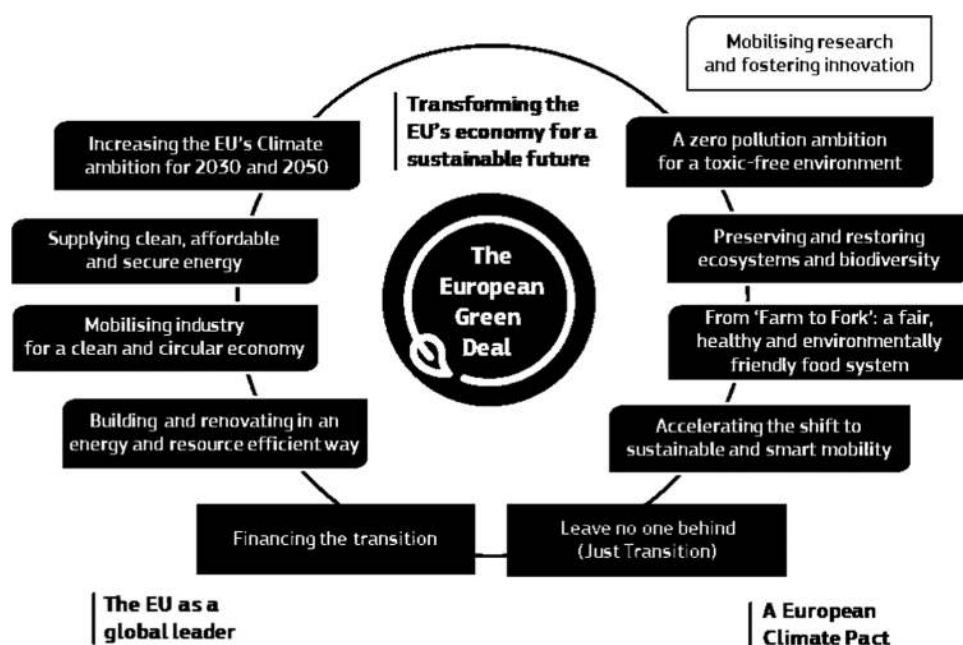 Mobilising research
and fostering innovation
Transforming the
EU's economy for a
sustainable future
Increasing the EU's Climate
ambition for 2030 and 2050
A zero pollution ambition
for a toxic-free environment
Supplying clean, affordable
and secure energy
Preserving and restoring
ecosystems and biodiversity
The
European
Green
Deal
Mobilising industry
for a clean and circular economy
From 'Farm to Fork': a fair,
healthy and environmentally
friendly food system
Building and renovating in an
energy and resource efficient way
Accelerating the shift to
sustainable and smart mobility
Financing the transition
Leave no one behind
(Just Transition)
The EU as a
global leader
A European
Climate Pact